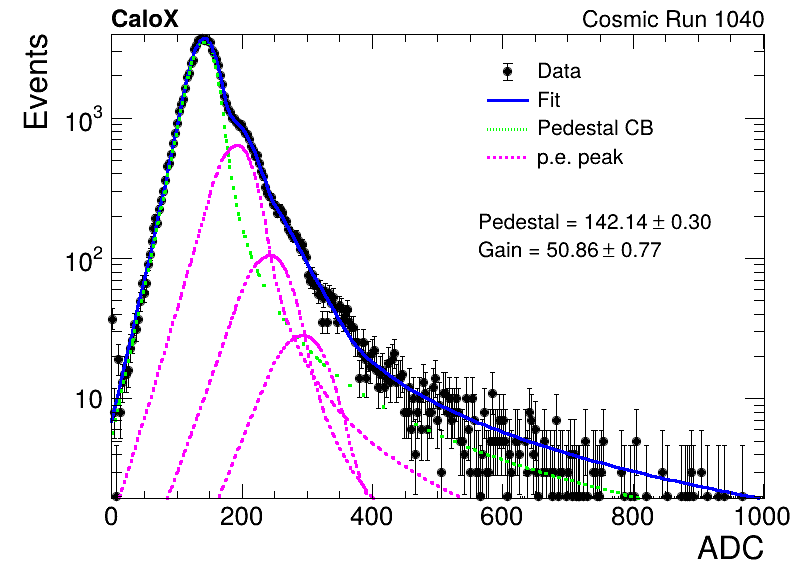 CaloX Cosmic Run 1040
Events
Data
Fit
Pedestal CB
p.e. peak
Pedestal = 142.14 ± 0.30
Gain = 50.86 ± 0.77
10³
10²
10
0 200 400 600 800 1000
ADC